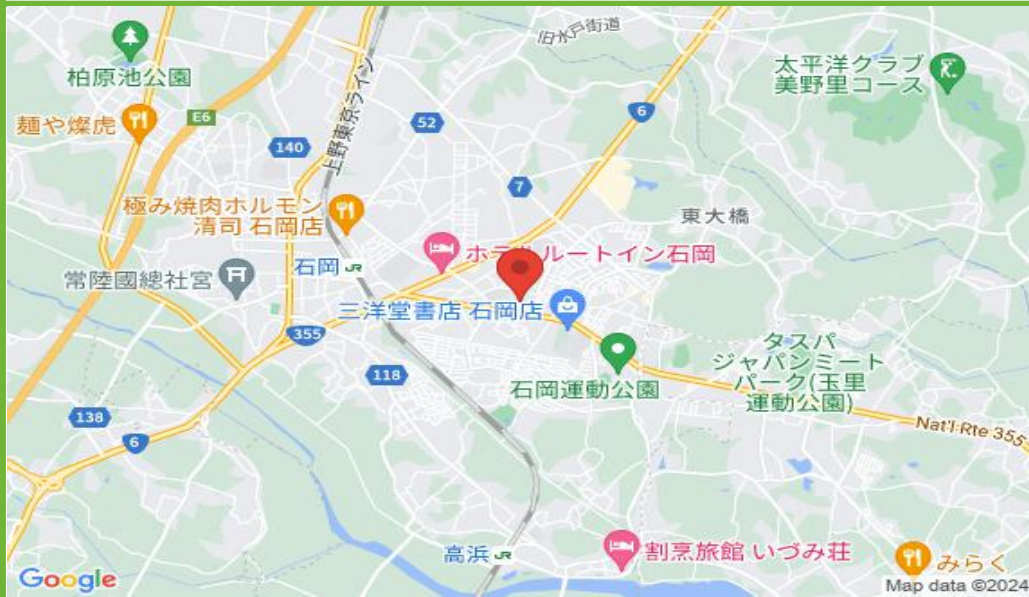 旧水戸街道
太平洋クラブ
美野里コース
柏原池公園
上野東京ライン
麺や燦虎
E6
52
6
140
7
極み焼肉ホルモン
清司 石岡店
東大橋
石岡 JR
ホテルルートイン石岡
常陸國總社宮
三洋堂書店 石岡店
355
タスパ
ジャパンミート
パーク(玉里
運動公園)
118
石岡運動公園
138
6
Nat'l Rte 355
高浜 JR
割烹旅館 いづみ荘
みらく
Google
Map data ©2024